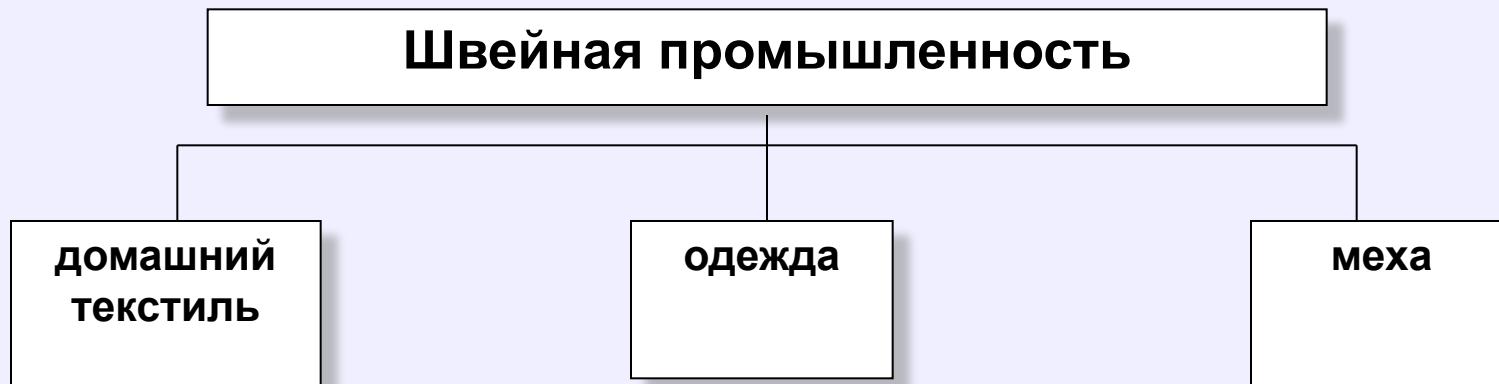 Швейная промышленность
домашний
текстиль
одежда
меха